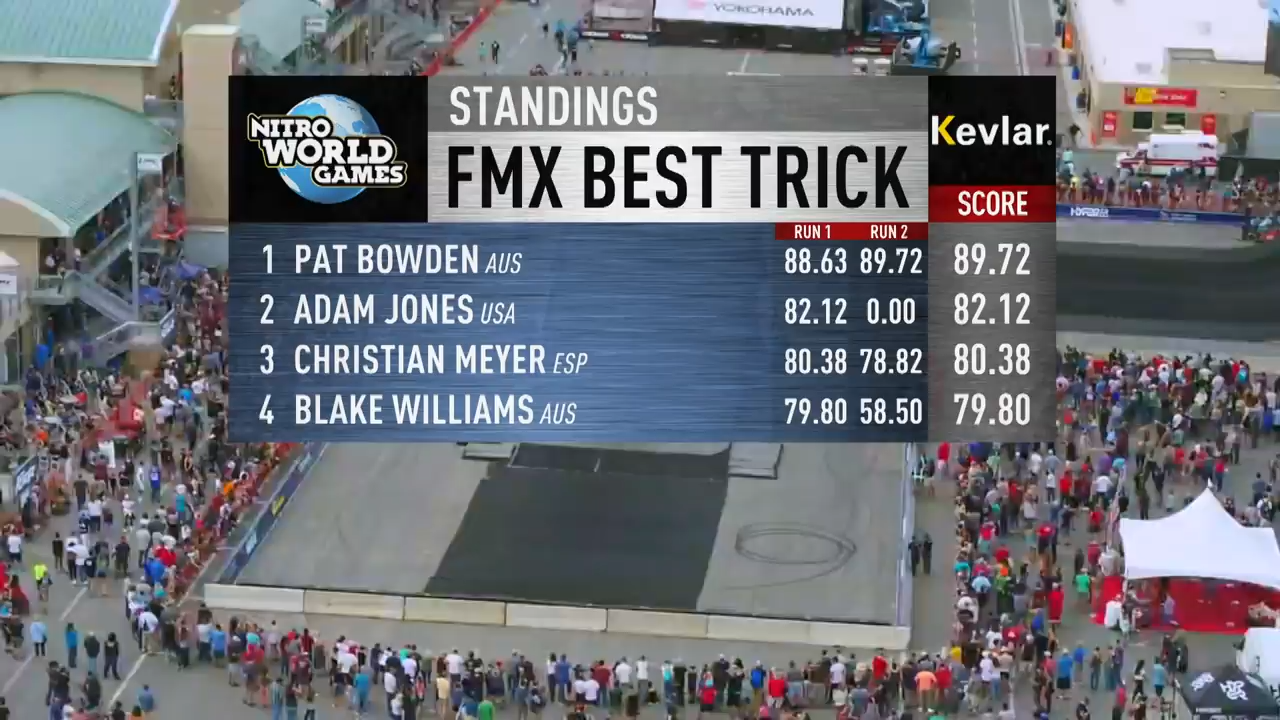 YOKOHAMA
NITRO
WORLD
GAMES
STANDINGS
FMX BEST TRICK
Kevlar.
SCORE
RUN 1 RUN 2
1 PAT BOWDEN AUS 88.63 89.72 89.72
2 ADAM JONES USA 82.12 0.00 82.12
3 CHRISTIAN MEYER ESP 80.38 78.82 80.38
4 BLAKE WILLIAMS AUS 79.80 58.50 79.80